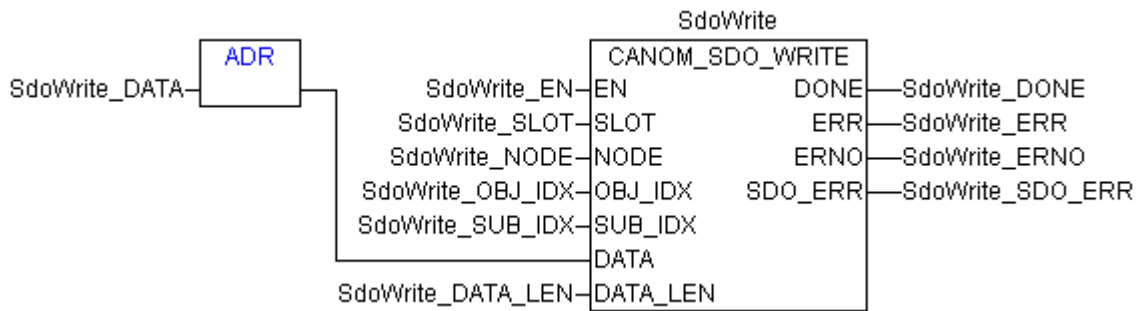 SdoWrite
ADR
CANOM_SDO_WRITE
SdoWrite_DATA
SdoWrite_EN EN DONE SdoWrite_DONE
SdoWrite_SLOT SLOT ERR SdoWrite_ERR
SdoWrite_NODE NODE ERNO SdoWrite_ERNO
SdoWrite_OBJ_IDX OBJ_IDX SDO_ERR SdoWrite_SDO_ERR
SdoWrite_SUB_IDX SUB_IDX
DATA
SdoWrite_DATA_LEN DATA_LEN